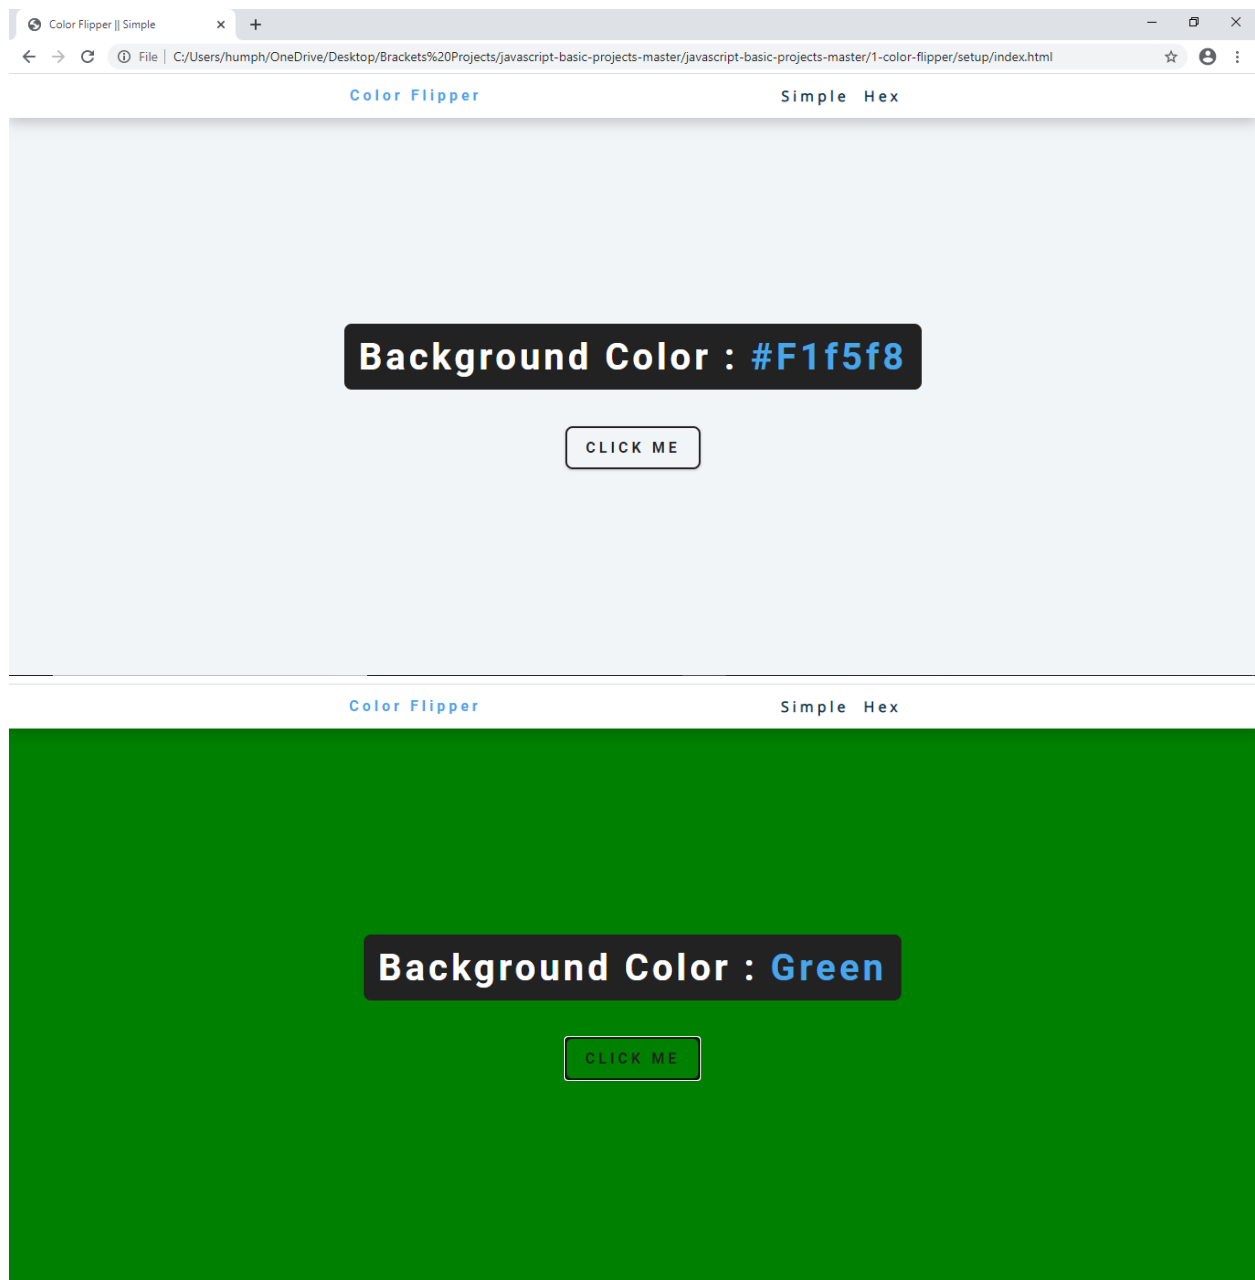 Color Flipper || Simple
File | C:/Users/humph/OneDrive/Desktop/Brackets%20Projects/javascript-basic-projects-master/javascript-basic-projects-master/1-color-flipper/setup/index.html
Color Flipper Simple Hex
Background Color : #F1f5f8
CLICK ME
Color Flipper Simple Hex
Background Color : Green
CLICK ME